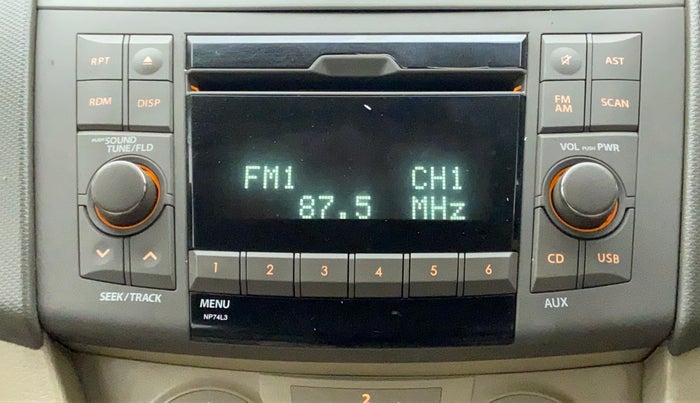 RPT
RDM DISP
PUSH SOUND
TUNE/FLD
SEEK/TRACK
FM1 CH1
87.5 MHz
1 2 3 4 5 6
MENU
NP74L3
AST
FM
AM
SCAN
VOL PUSH PWR
CD USB
AUX
2